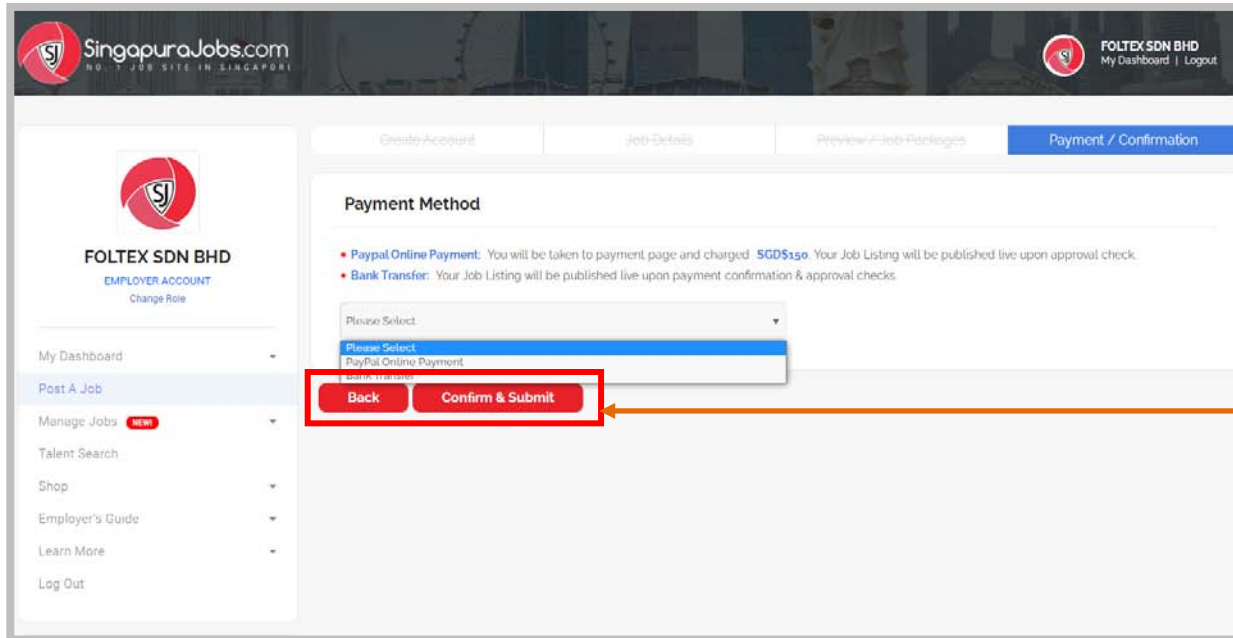 SJ
SingapuraJobs.com
NO. 1 JOB SITE IN SINGAPORE
SJ
FOLTEX SDN BHD
My Dashboard | Logout
Create Account
Job Details
Preview / Job Packages
Payment / Confirmation
SJ
FOLTEX SDN BHD
EMPLOYER ACCOUNT
Change Role
My Dashboard
Post A Job
Manage Jobs NEW!
Talent Search
Shop
Employer's Guide
Learn More
Log Out
Payment Method
• Paypal Online Payment: You will be taken to payment page and charged SGD$150. Your Job Listing will be published live upon approval check.
• Bank Transfer: Your Job Listing will be published live upon payment confirmation & approval checks.
Please Select
Please Select
PayPal Online Payment
Bank Transfer
Back
Confirm & Submit